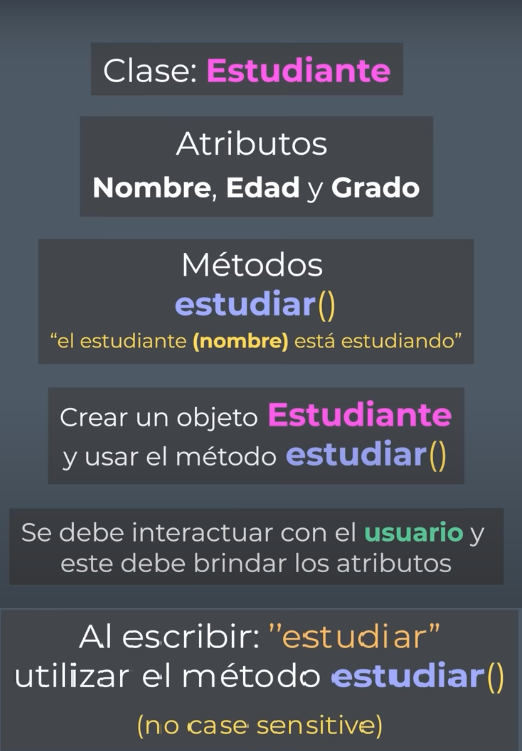 Clase: Estudiante
Atributos
Nombre, Edad y Grado
Métodos
estudiar()
“el estudiante (nombre) está estudiando”
Crear un objeto Estudiante
y usar el método estudiar()
Se debe interactuar con el usuario y
este debe brindar los atributos
Al escribir: ”estudiar”
utilizar el método estudiar()
(no case sensitive)